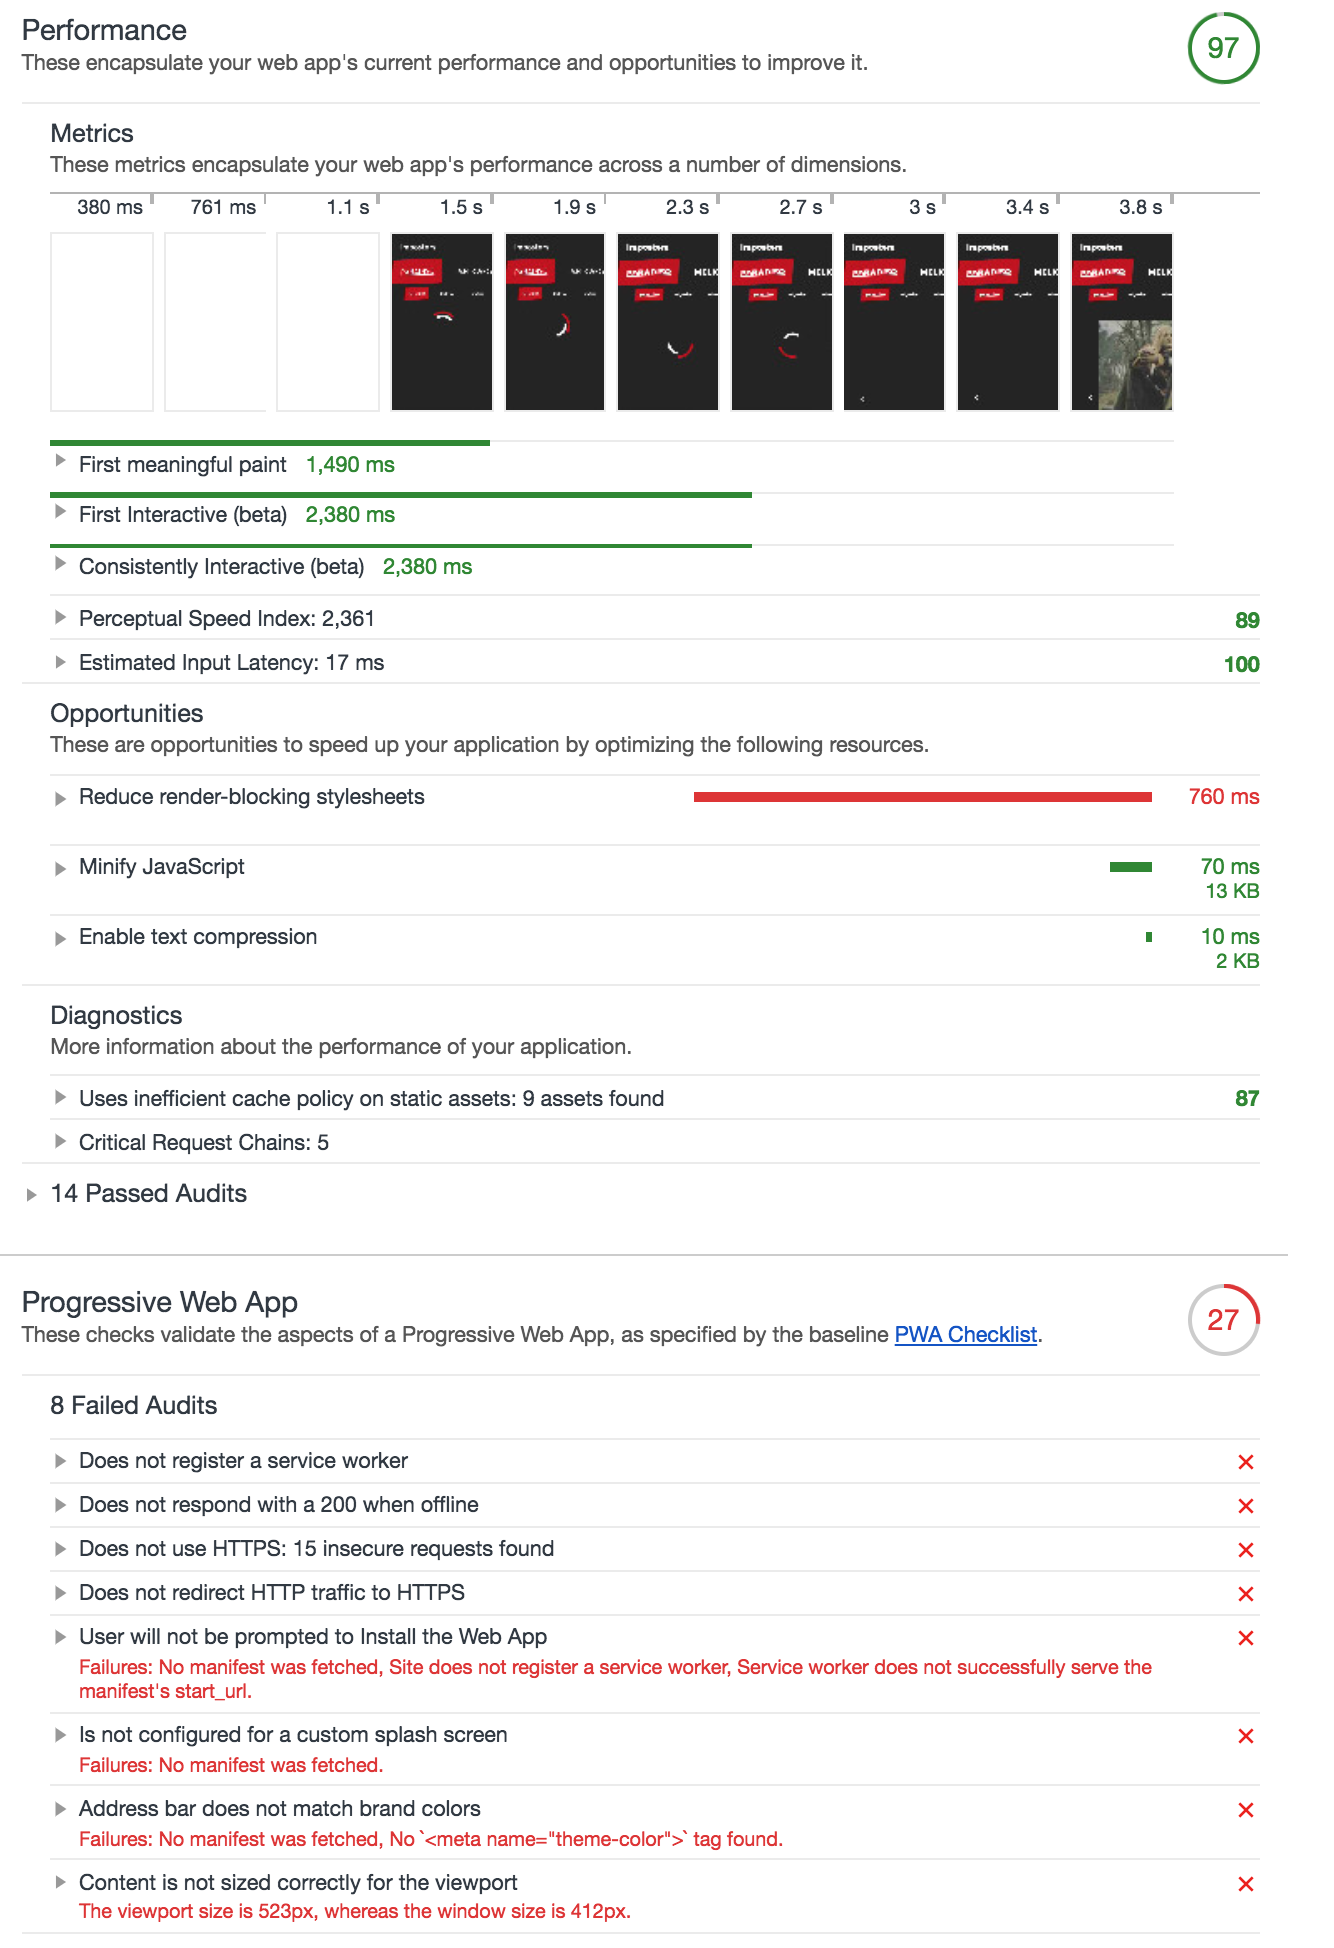 Performance
97
These encapsulate your web app's current performance and opportunities to improve it.
Metrics
These metrics encapsulate your web app's performance across a number of dimensions.
380 ms 761 ms 1.1 s 1.5 s 1.9 s 2.3 s 2.7 s 3 s 3.4 s 3.8 s
First meaningful paint 1,490 ms
First Interactive (beta) 2,380 ms
Consistently Interactive (beta) 2,380 ms
Perceptual Speed Index: 2,361 89
Estimated Input Latency: 17 ms 100
Opportunities
These are opportunities to speed up your application by optimizing the following resources.
Reduce render-blocking stylesheets 760 ms
Minify JavaScript 70 ms
13 KB
Enable text compression 10 ms
2 KB
Diagnostics
More information about the performance of your application.
Uses inefficient cache policy on static assets: 9 assets found 87
Critical Request Chains: 5
14 Passed Audits
Progressive Web App
27
These checks validate the aspects of a Progressive Web App, as specified by the baseline PWA Checklist.
8 Failed Audits
Does not register a service worker
Does not respond with a 200 when offline
Does not use HTTPS: 15 insecure requests found
Does not redirect HTTP traffic to HTTPS
User will not be prompted to Install the Web App
Failures: No manifest was fetched, Site does not register a service worker, Service worker does not successfully serve the
manifest's start_url.
Is not configured for a custom splash screen
Failures: No manifest was fetched.
Address bar does not match brand colors
Failures: No manifest was fetched, No `<meta name="theme-color">` tag found.
Content is not sized correctly for the viewport
The viewport size is 523px, whereas the window size is 412px.